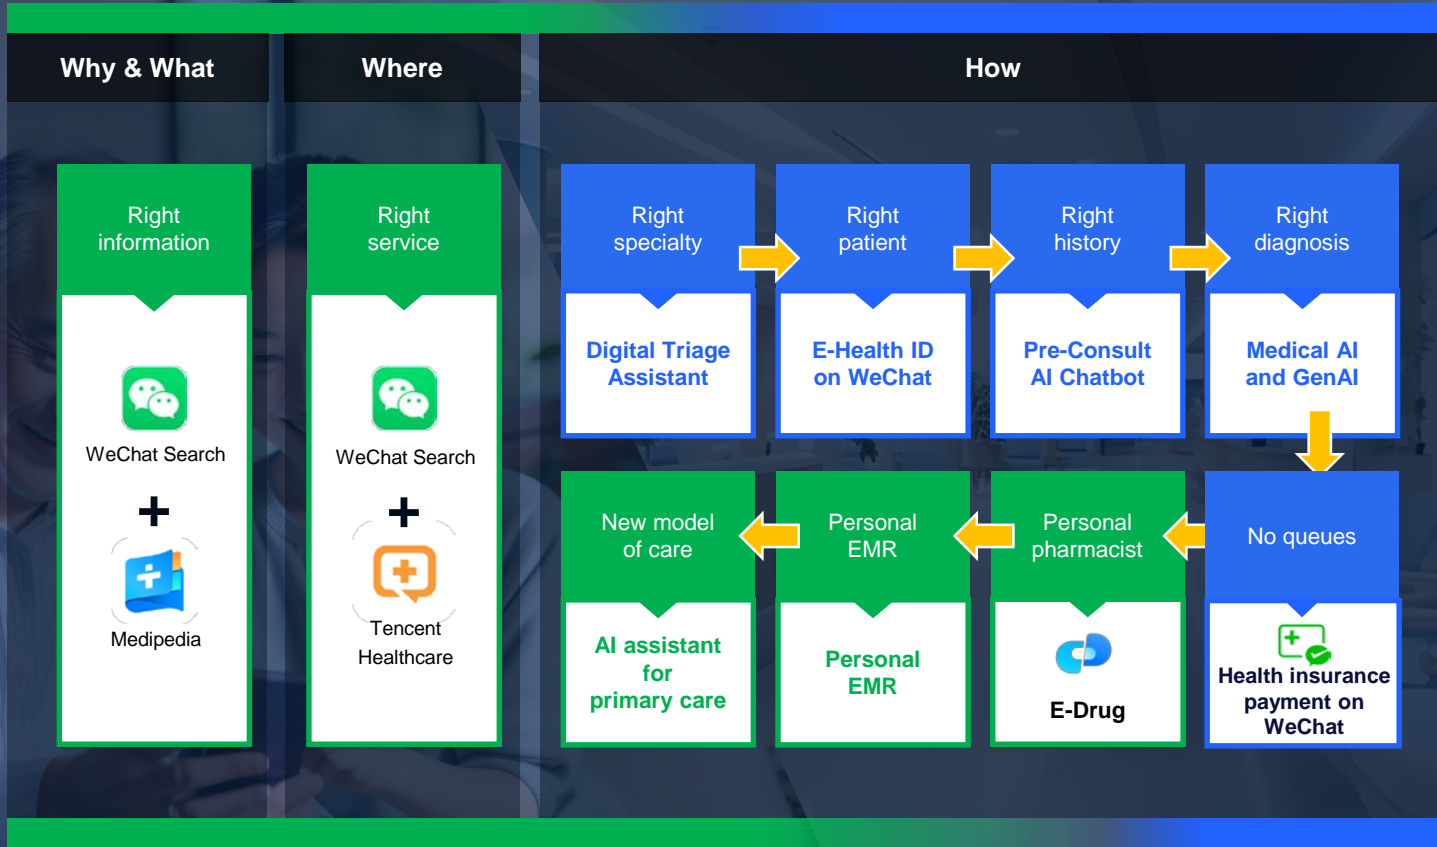 Why & What
Where
How
Right
information
WeChat Search
+
Medipedia
Right
service
WeChat Search
+
Tencent
Healthcare
Right
specialty
Digital Triage
Assistant
Right
patient
E-Health ID
on WeChat
Right
history
Pre-Consult
AI Chatbot
Right
diagnosis
Medical AI
and GenAI
No queues
Health insurance
payment on
WeChat
Personal
pharmacist
E-Drug
Personal
EMR
Personal
EMR
New model
of care
AI assistant
for
primary care